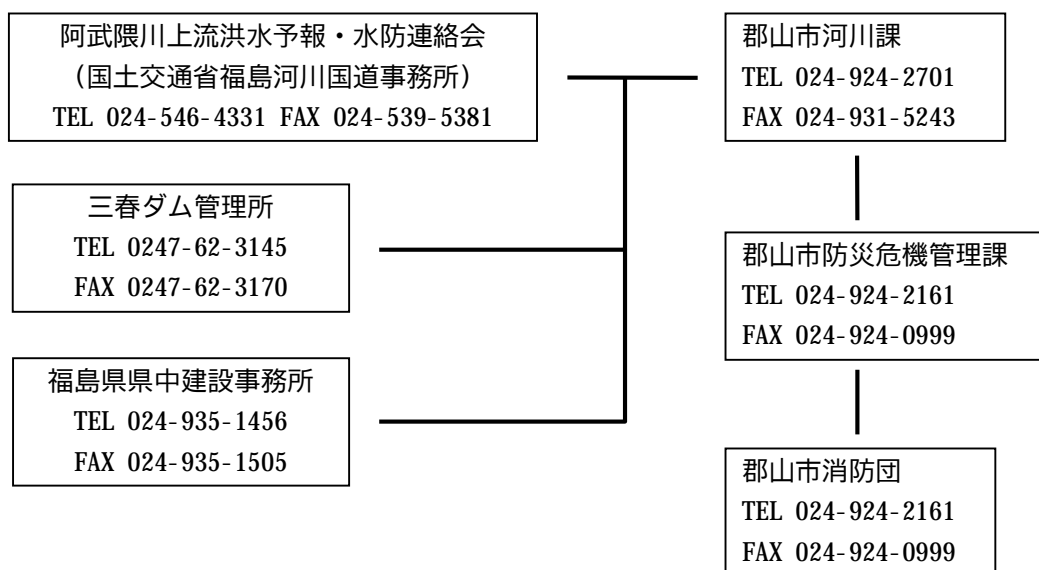 阿武隈川上流洪水予報・水防連絡会
（国土交通省福島河川国道事務所）
TEL 024-546-4331 FAX 024-539-5381
三春ダム管理所
TEL 0247-62-3145
FAX 0247-62-3170
福島県県中建設事務所
TEL 024-935-1456
FAX 024-935-1505
郡山市河川課
TEL 024-924-2701
FAX 024-931-5243
郡山市防災危機管理課
TEL 024-924-2161
FAX 024-924-0999
郡山市消防団
TEL 024-924-2161
FAX 024-924-0999